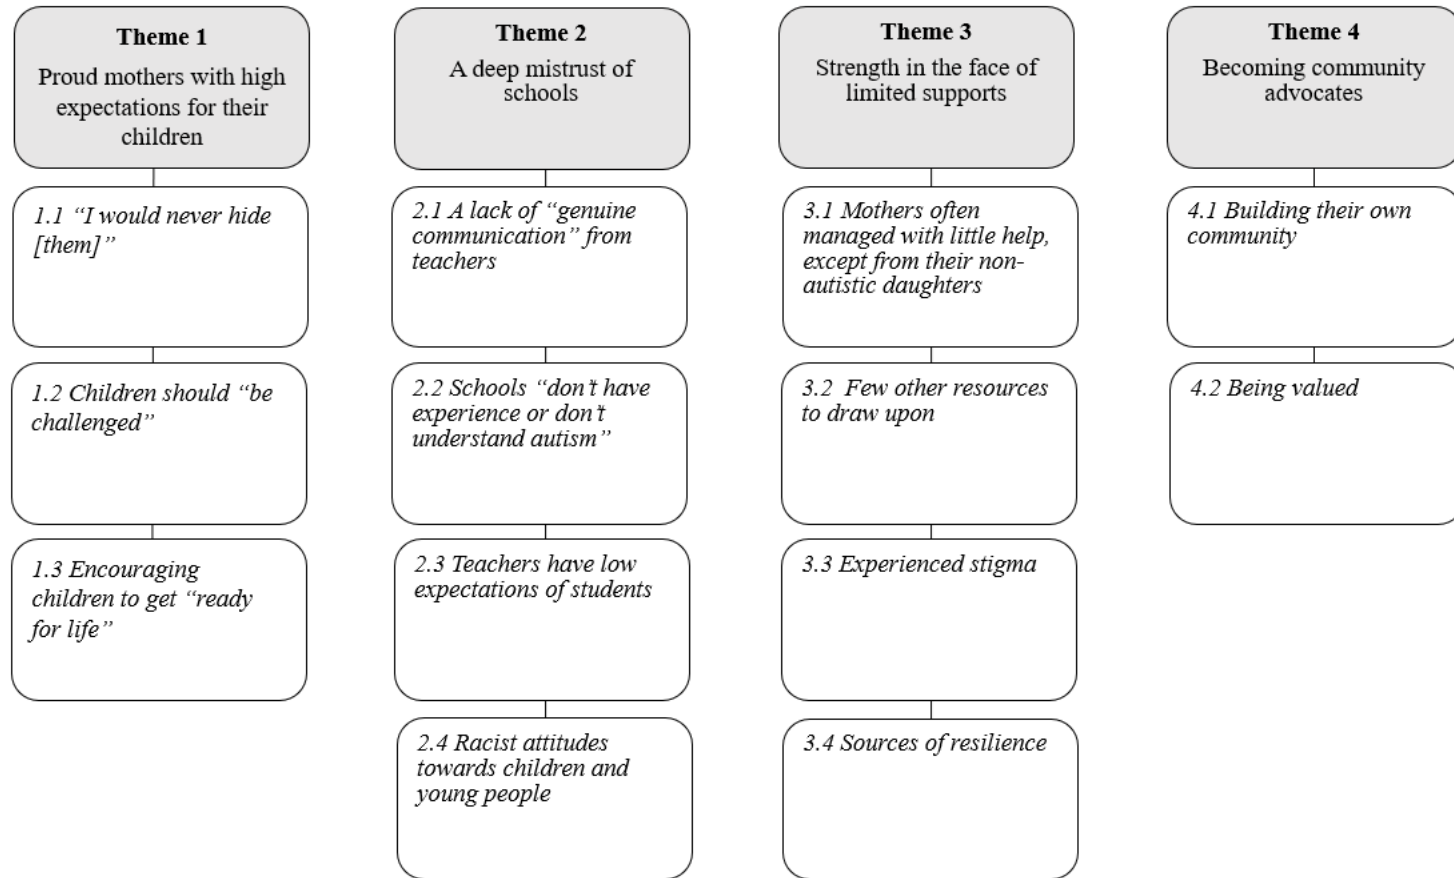 Theme 1
Proud mothers with high
expectations for their
children
1.1 “I would never hide
[them]”
1.2 Children should “be
challenged”
1.3 Encouraging
children to get “ready
for life”
Theme 2
A deep mistrust of
schools
2.1 A lack of “genuine
communication” from
teachers
2.2 Schools “don’t have
experience or don’t
understand autism”
2.3 Teachers have low
expectations of students
2.4 Racist attitudes
towards children and
young people
Theme 3
Strength in the face of
limited supports
3.1 Mothers often
managed with little help,
except from their non-
autistic daughters
3.2 Few other resources
to draw upon
3.3 Experienced stigma
3.4 Sources of resilience
Theme 4
Becoming community
advocates
4.1 Building their own
community
4.2 Being valued